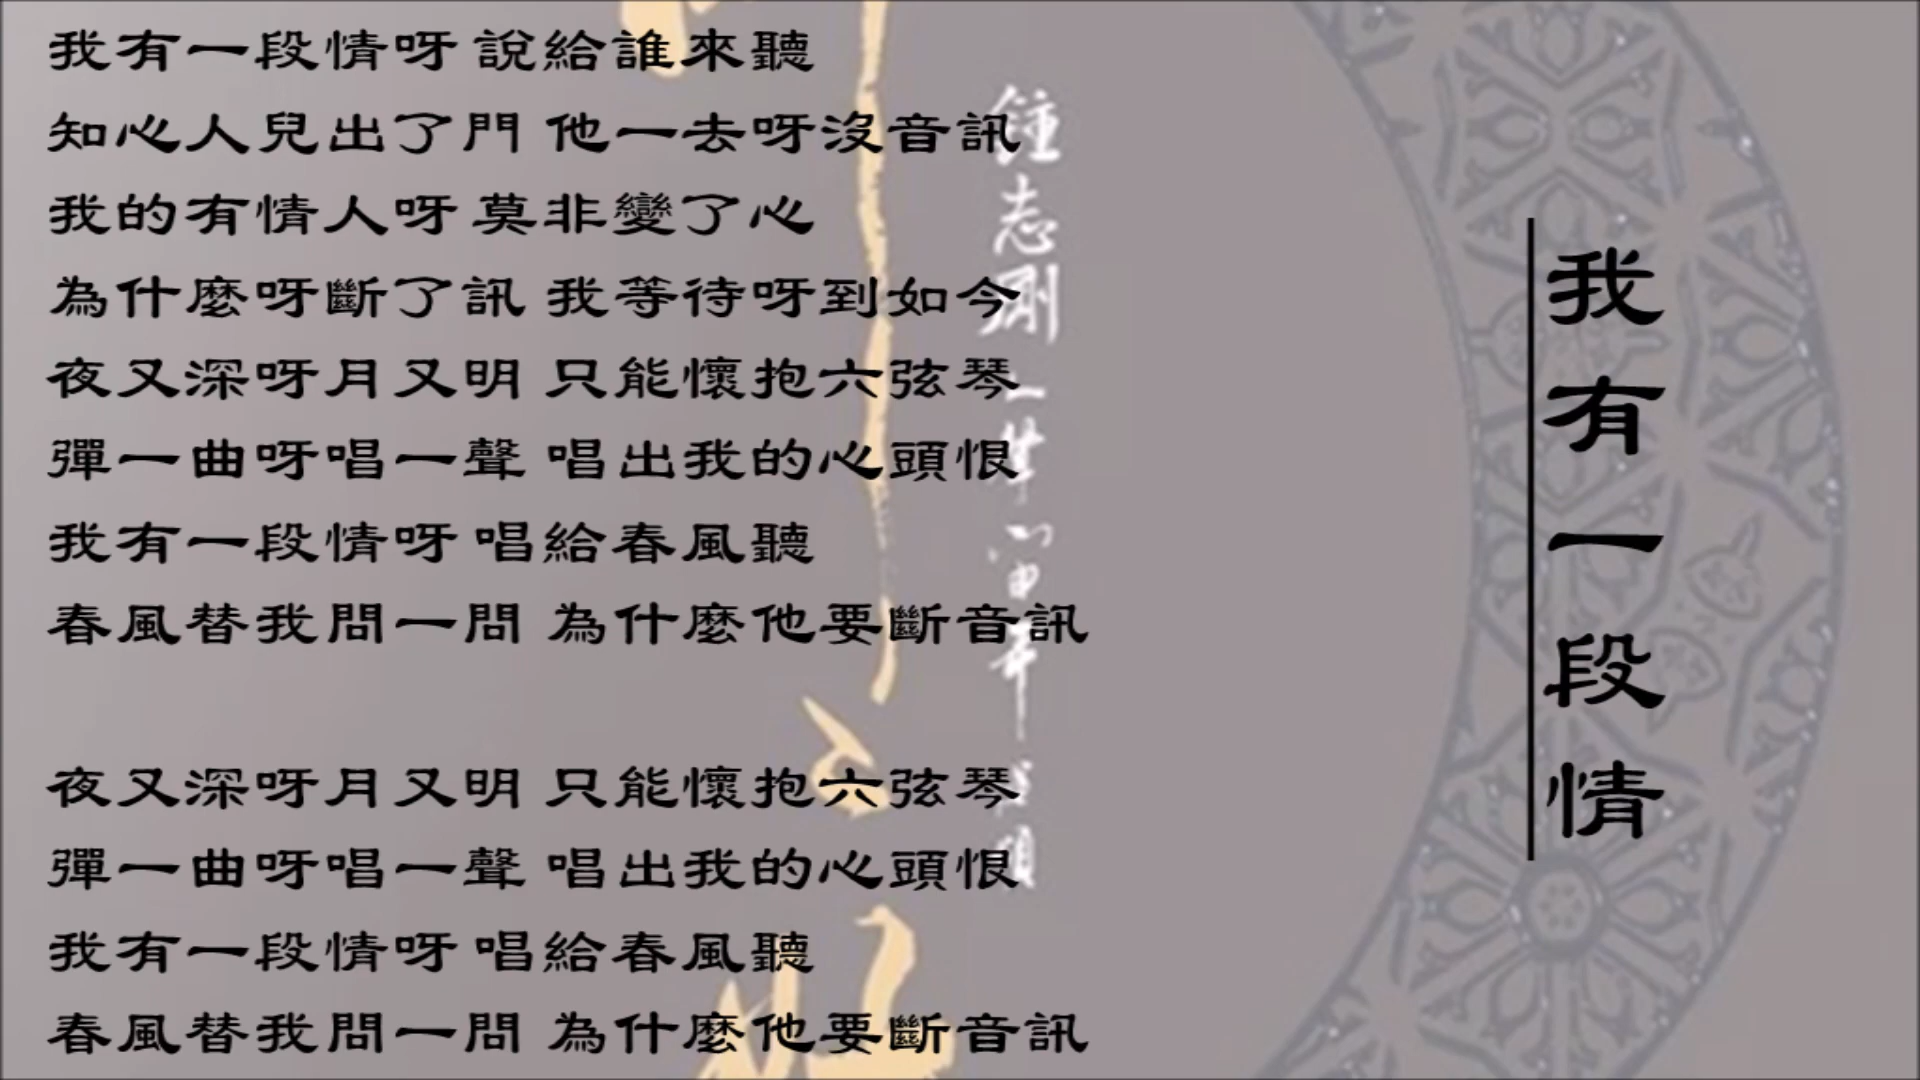 我有一段情呀 說給誰來聽
知心人兒出了門 他一去呀沒音訊
我的有情人呀 莫非變了心
為什麼呀斷了訊 我等待呀到如今
夜又深呀月又明 只能懷抱六弦琴
彈一曲呀唱一聲 唱出我的心頭恨
我有一段情呀 唱給春風聽
春風替我問一問 為什麼他要斷音訊
夜又深呀月又明 只能懷抱六弦琴
彈一曲呀唱一聲 唱出我的心頭恨
我有一段情呀 唱給春風聽
春風替我問一問 為什麼他要斷音訊
我有一段情